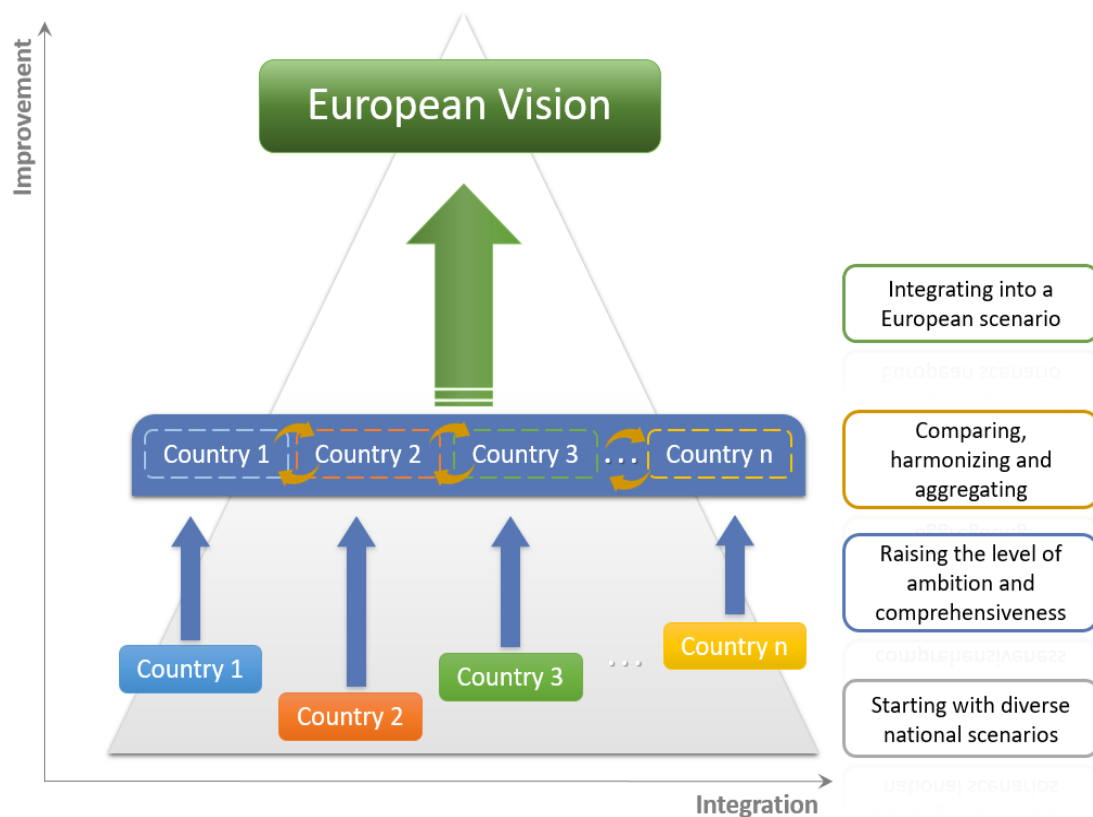 Improvement
European Vision
Integrating into a
European scenario
Country 1
Country 2
Country 3
...
Country n
Comparing,
harmonizing and
aggregating
Raising the level of
ambition and
comprehensiveness
Country 1
Country 2
Country 3
...
Country n
Starting with diverse
national scenarios
Integration